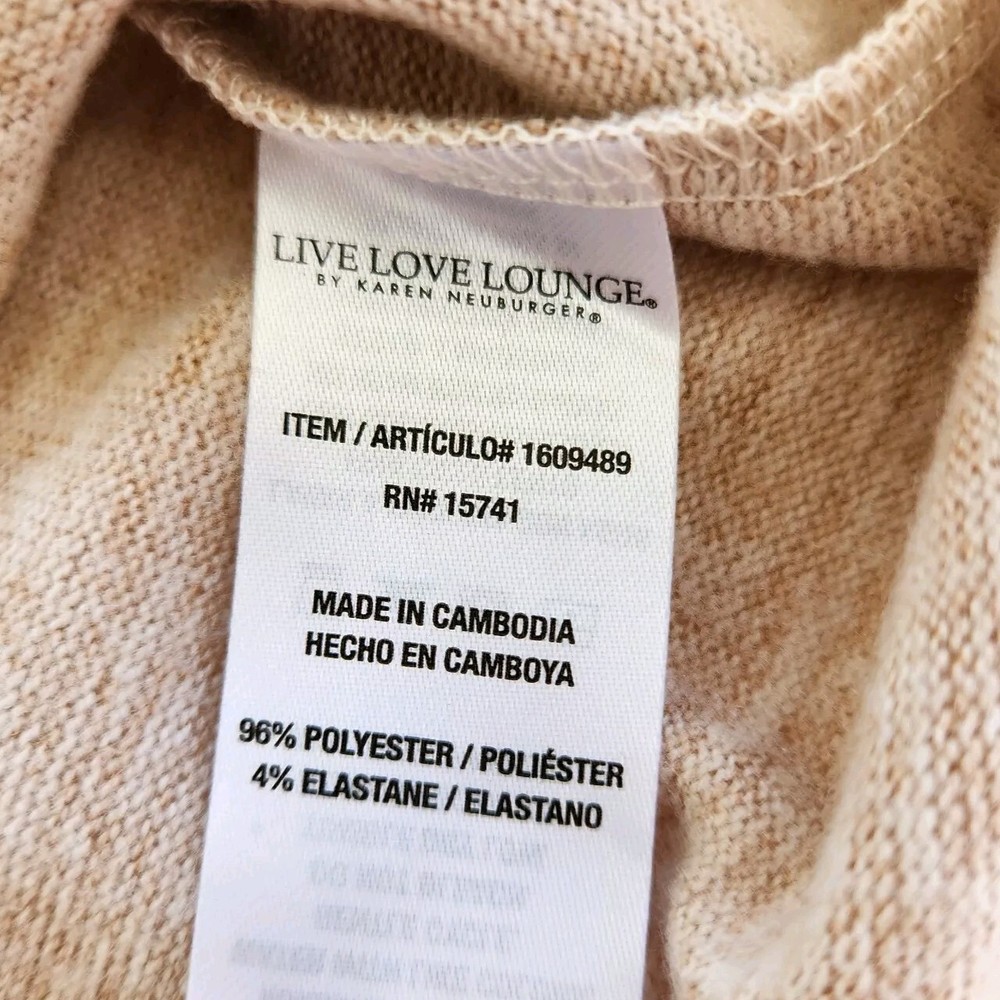 LIVE LOVE LOUNGE®
BY KAREN NEUBURGER®
ITEM / ARTÍCULO# 1609489
RN# 15741
MADE IN CAMBODIA
HECHO EN CAMBOYA
96% POLYESTER / POLIÉSTER
4% ELASTANE / ELASTANO